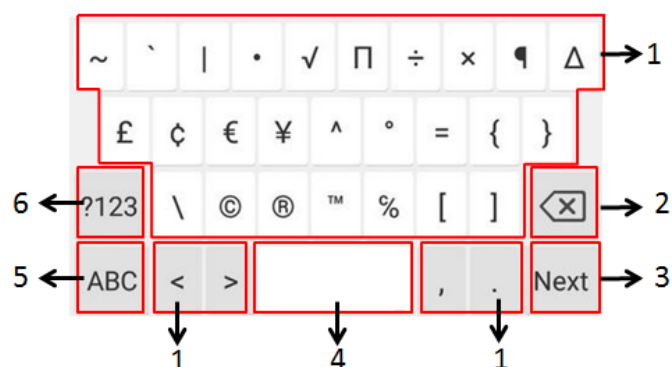 ~ ` | • √ Π ÷ × ¶ Δ 1
£ ¢ € ¥ ^ ° = { }
6 ?123 \ © ® ™ ℅ [ ] 2
5 ABC < > , . Next 3
1 4 1